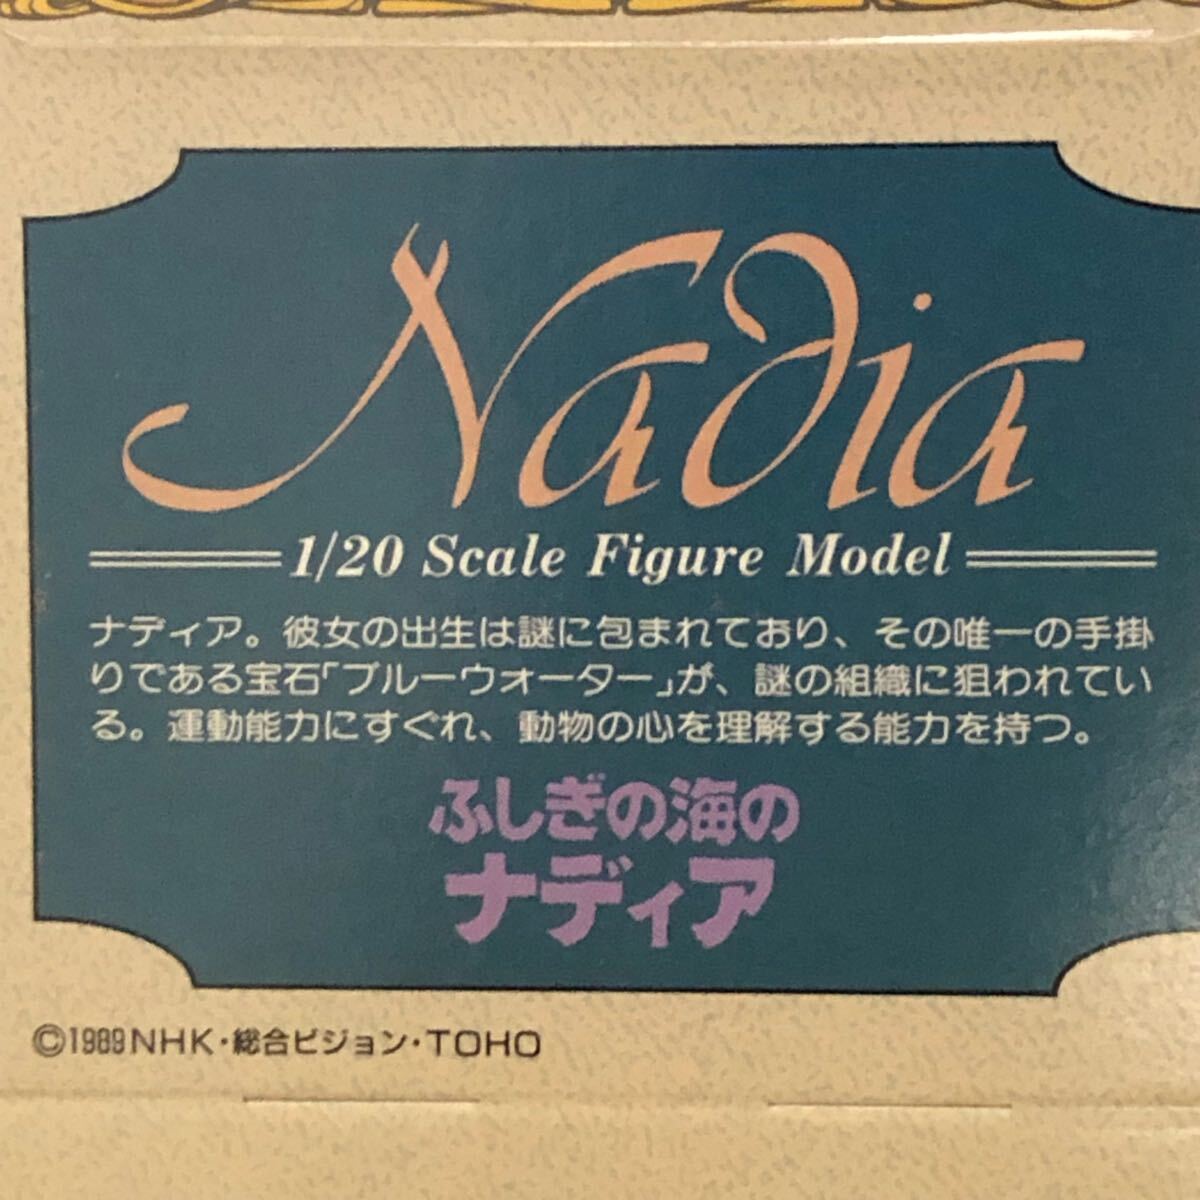 Nadia
1/20 Scale Figure Model
ナディア。彼女の出生は謎に包まれており、その唯一の手掛
りである宝石「ブルーウォーター」が、謎の組織に狙われてい
る。運動能力にすぐれ、動物の心を理解する能力を持つ。
ふしぎの海の
ナディア
©1989NHK・総合ビジョン・TOHO